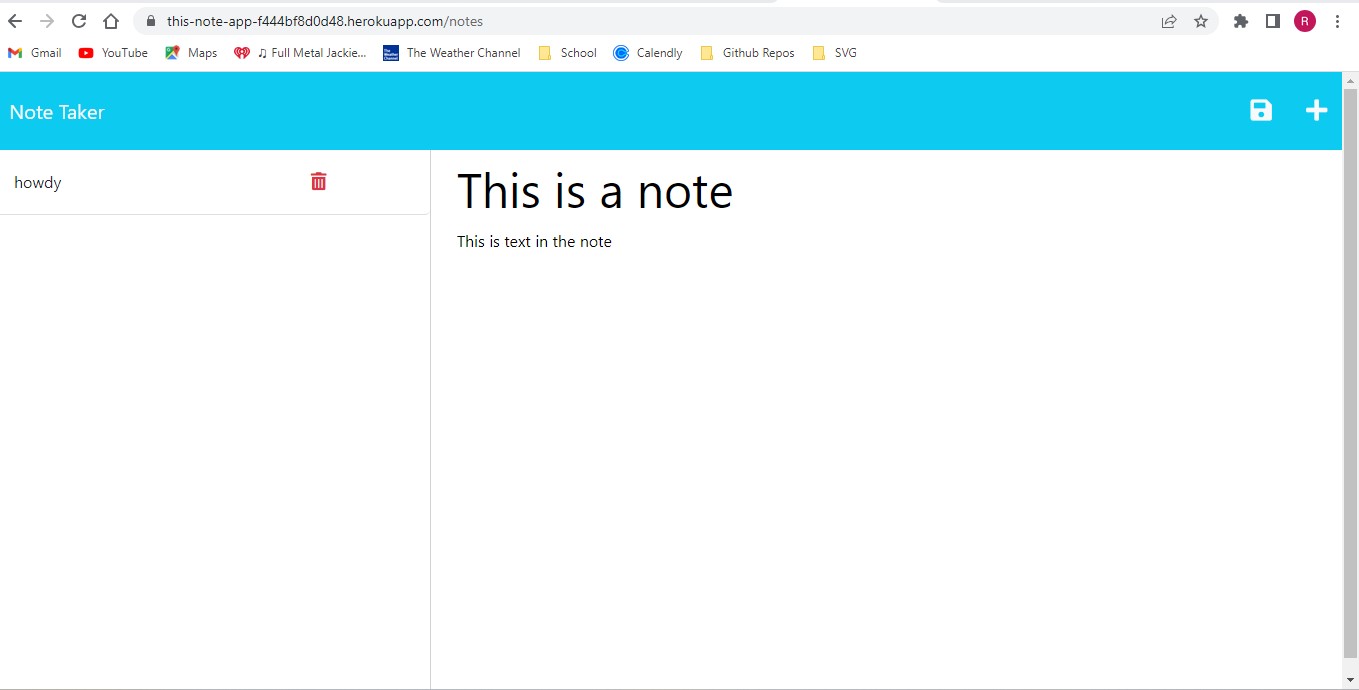 this-note-app-f444bf8d0d48.herokuapp.com/notes
R
Gmail YouTube Maps ♫ Full Metal Jackie... The Weather Channel School Calendly Github Repos SVG
Note Taker
howdy
This is a note
This is text in the note